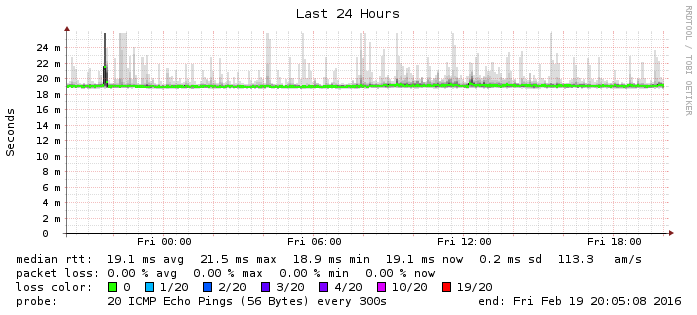 Last 24 Hours
RRDTOOL / TOBI OETIKER
Seconds
24 m
22 m
20 m
18 m
16 m
14 m
12 m
10 m
8 m
6 m
4 m
2 m
0
Fri 00:00 Fri 06:00 Fri 12:00 Fri 18:00
median rtt: 19.1 ms avg 21.5 ms max 18.9 ms min 19.1 ms now 0.2 ms sd 113.3 am/s
packet loss: 0.00 % avg 0.00 % max 0.00 % min 0.00 % now
loss color: 0 1/20 2/20 3/20 4/20 10/20 19/20
probe: 20 ICMP Echo Pings (56 Bytes) every 300s end: Fri Feb 19 20:05:08 2016